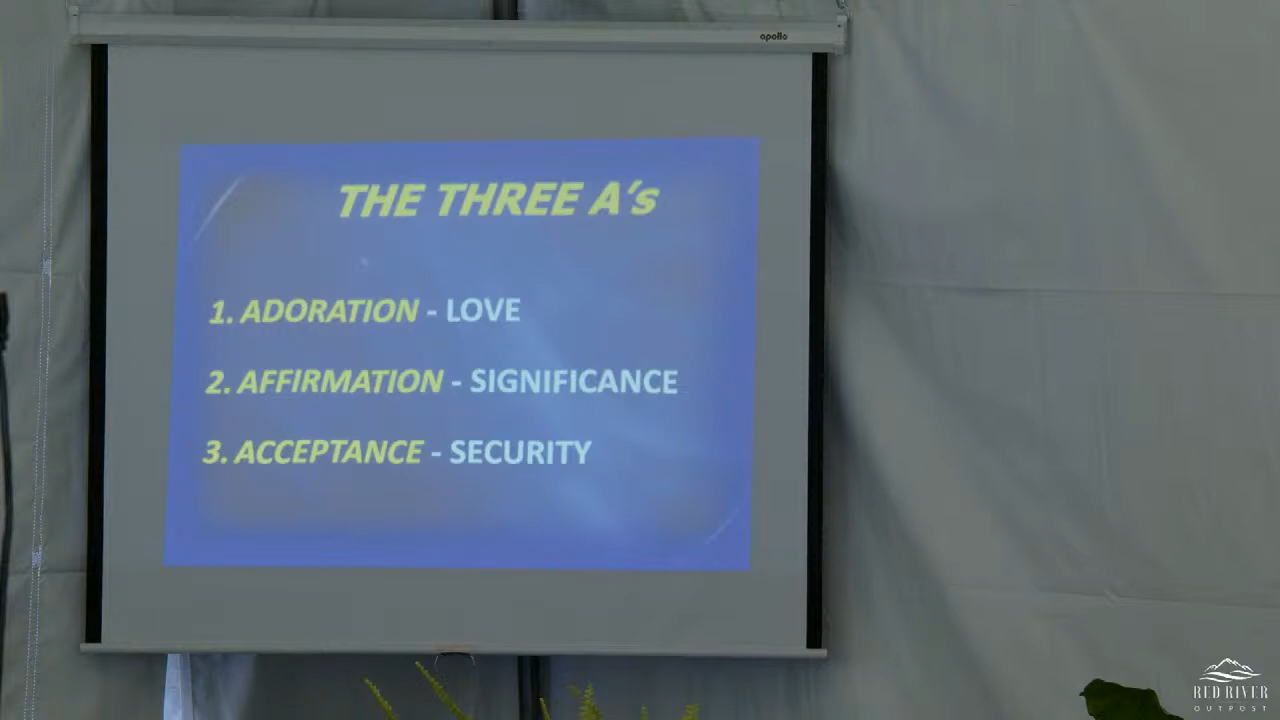 apollo
THE THREE A's
1. ADORATION - LOVE
2. AFFIRMATION - SIGNIFICANCE
3. ACCEPTANCE - SECURITY
RED RIVER
OUTPOST